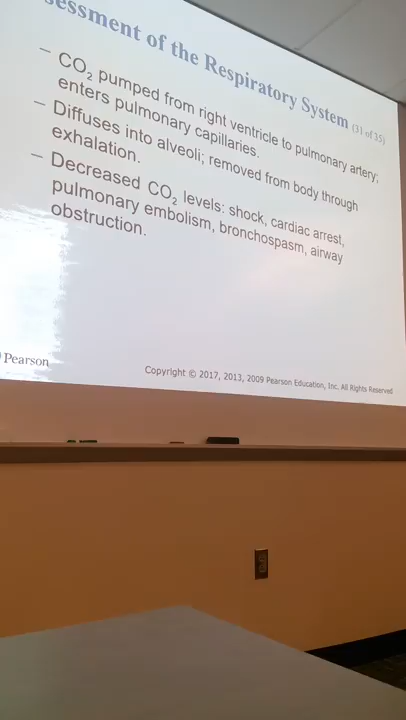 sessment of the Respiratory System (31 of 35)
– CO₂ pumped from right ventricle to pulmonary artery;
enters pulmonary capillaries.
– Diffuses into alveoli; removed from body through
exhalation.
– Decreased CO₂ levels: shock, cardiac arrest,
pulmonary embolism, bronchospasm, airway
obstruction.
Pearson
Copyright © 2017, 2013, 2009 Pearson Education, Inc. All Rights Reserved